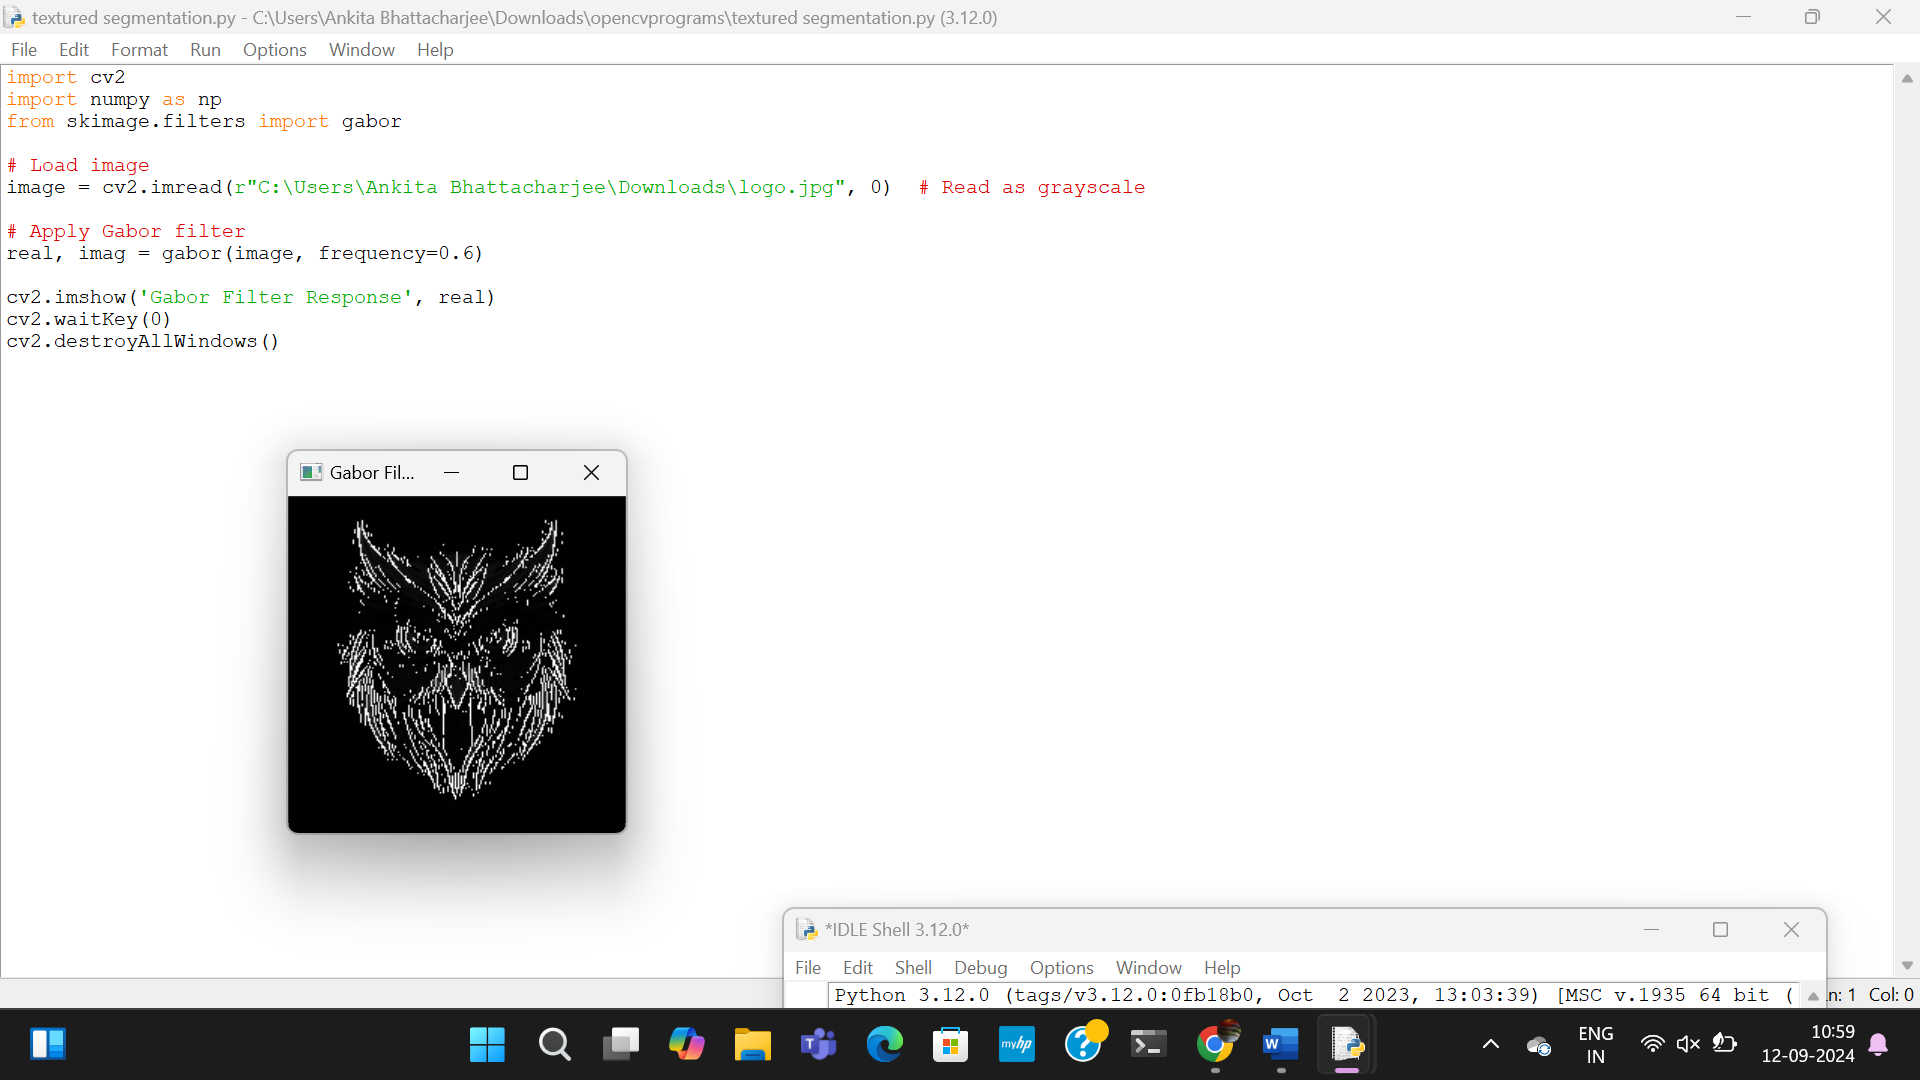 textured segmentation.py - C:\Users\Ankita Bhattacharjee\Downloads\opencvprograms\textured segmentation.py (3.12.0)
File Edit Format Run Options Window Help
import cv2
import numpy as np
from skimage.filters import gabor
# Load image
image = cv2.imread(r"C:\Users\Ankita Bhattacharjee\Downloads\logo.jpg", 0)  # Read as grayscale
# Apply Gabor filter
real, imag = gabor(image, frequency=0.6)
cv2.imshow('Gabor Filter Response', real)
cv2.waitKey(0)
cv2.destroyAllWindows()
Gabor Fil...
*IDLE Shell 3.12.0*
File Edit Shell Debug Options Window Help
Python 3.12.0 (tags/v3.12.0:0fb18b0, Oct  2 2023, 13:03:39) [MSC v.1935 64 bit (
n: 1 Col: 0
myhp
ENG
IN
10:59
12-09-2024